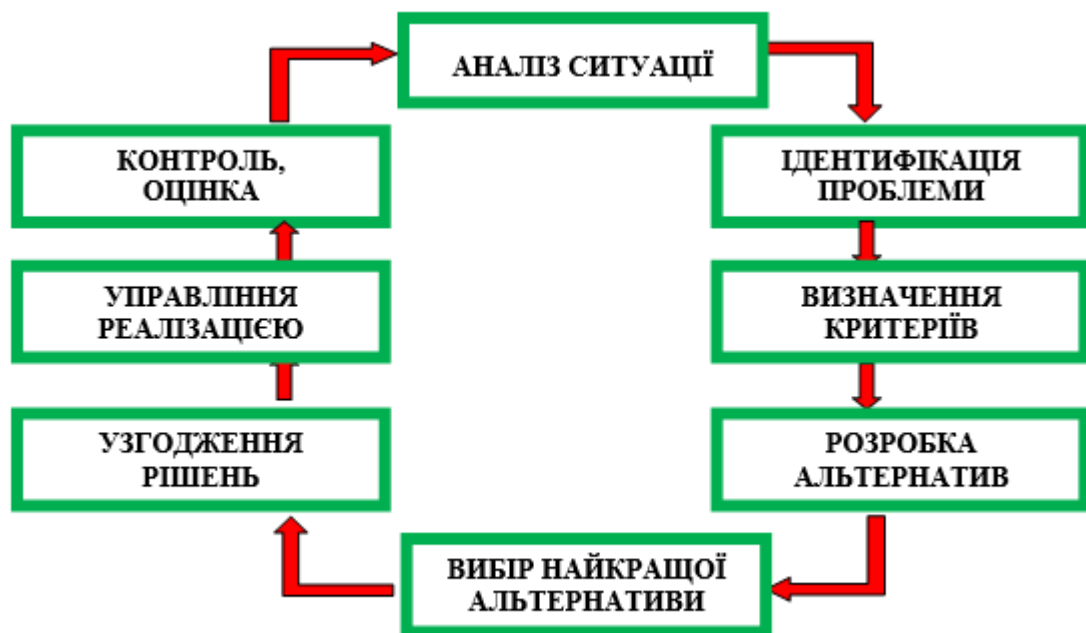 АНАЛІЗ СИТУАЦІЇ
ІДЕНТИФІКАЦІЯ
ПРОБЛЕМИ
ВИЗНАЧЕННЯ
КРИТЕРІЇВ
РОЗРОБКА
АЛЬТЕРНАТИВ
ВИБІР НАЙКРАЩОЇ
АЛЬТЕРНАТИВИ
УЗГОДЖЕННЯ
РІШЕНЬ
УПРАВЛІННЯ
РЕАЛІЗАЦІЄЮ
КОНТРОЛЬ,
ОЦІНКА